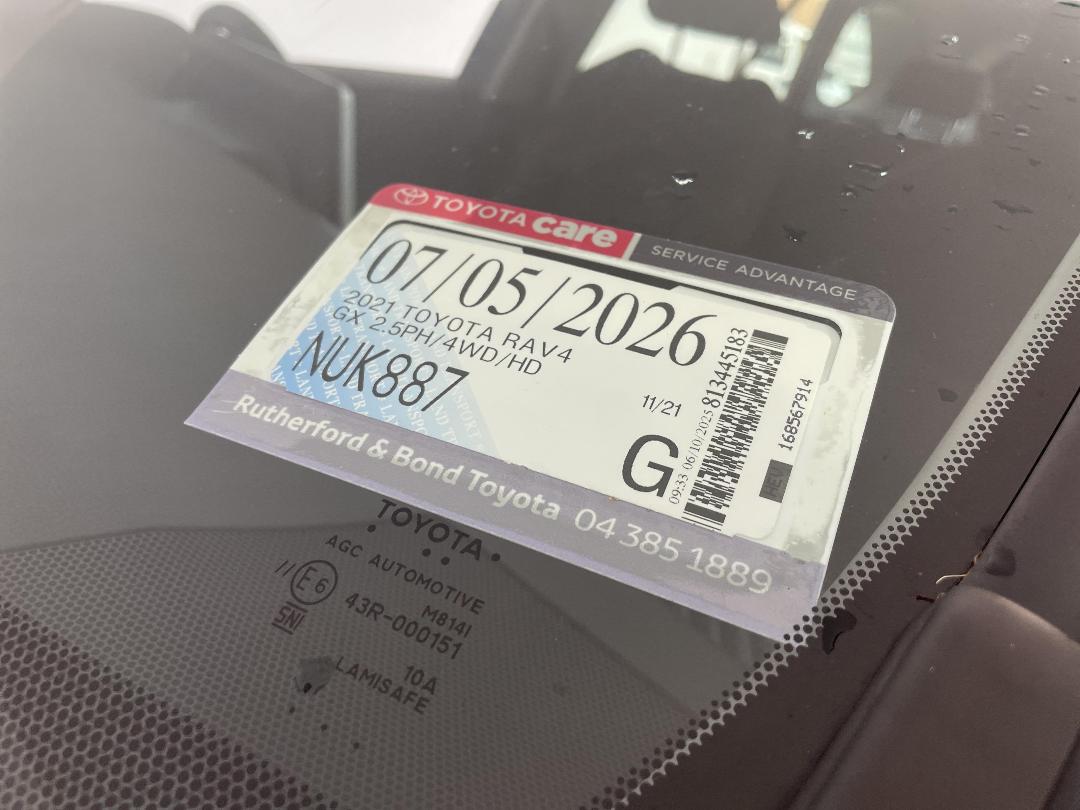 TOYOTA care SERVICE ADVANTAGE
07/05/2026
2021 TOYOTA RAV4
GX 2.5PH/4WD/HD
NUK887
11/21
G
09:33 06/10/2025 813445183
HEV 168567914
Rutherford & Bond Toyota 04 385 1889
TOYOTA
AGC AUTOMOTIVE
M814I
// E6 43R-000151
SNI
10A
LAMISAFE